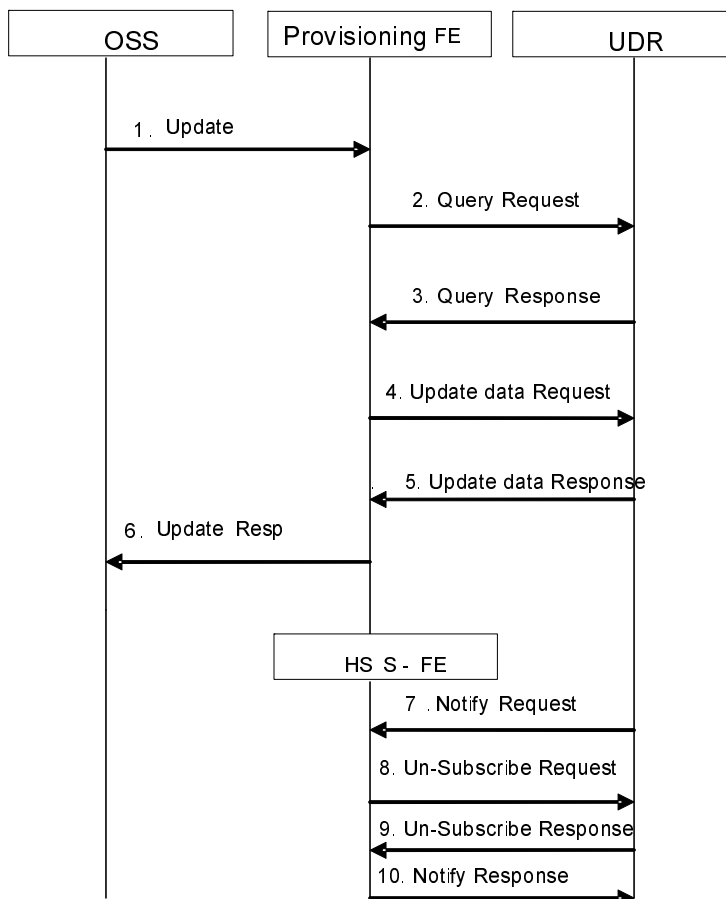 OSS
Provisioning FE
UDR
1. Update
2. Query Request
3. Query Response
4. Update data Request
5. Update data Response
6. Update Resp
HS S - FE
7 . Notify Request
8. Un-Subscribe Request
9. Un-Subscribe Response
10. Notify Response